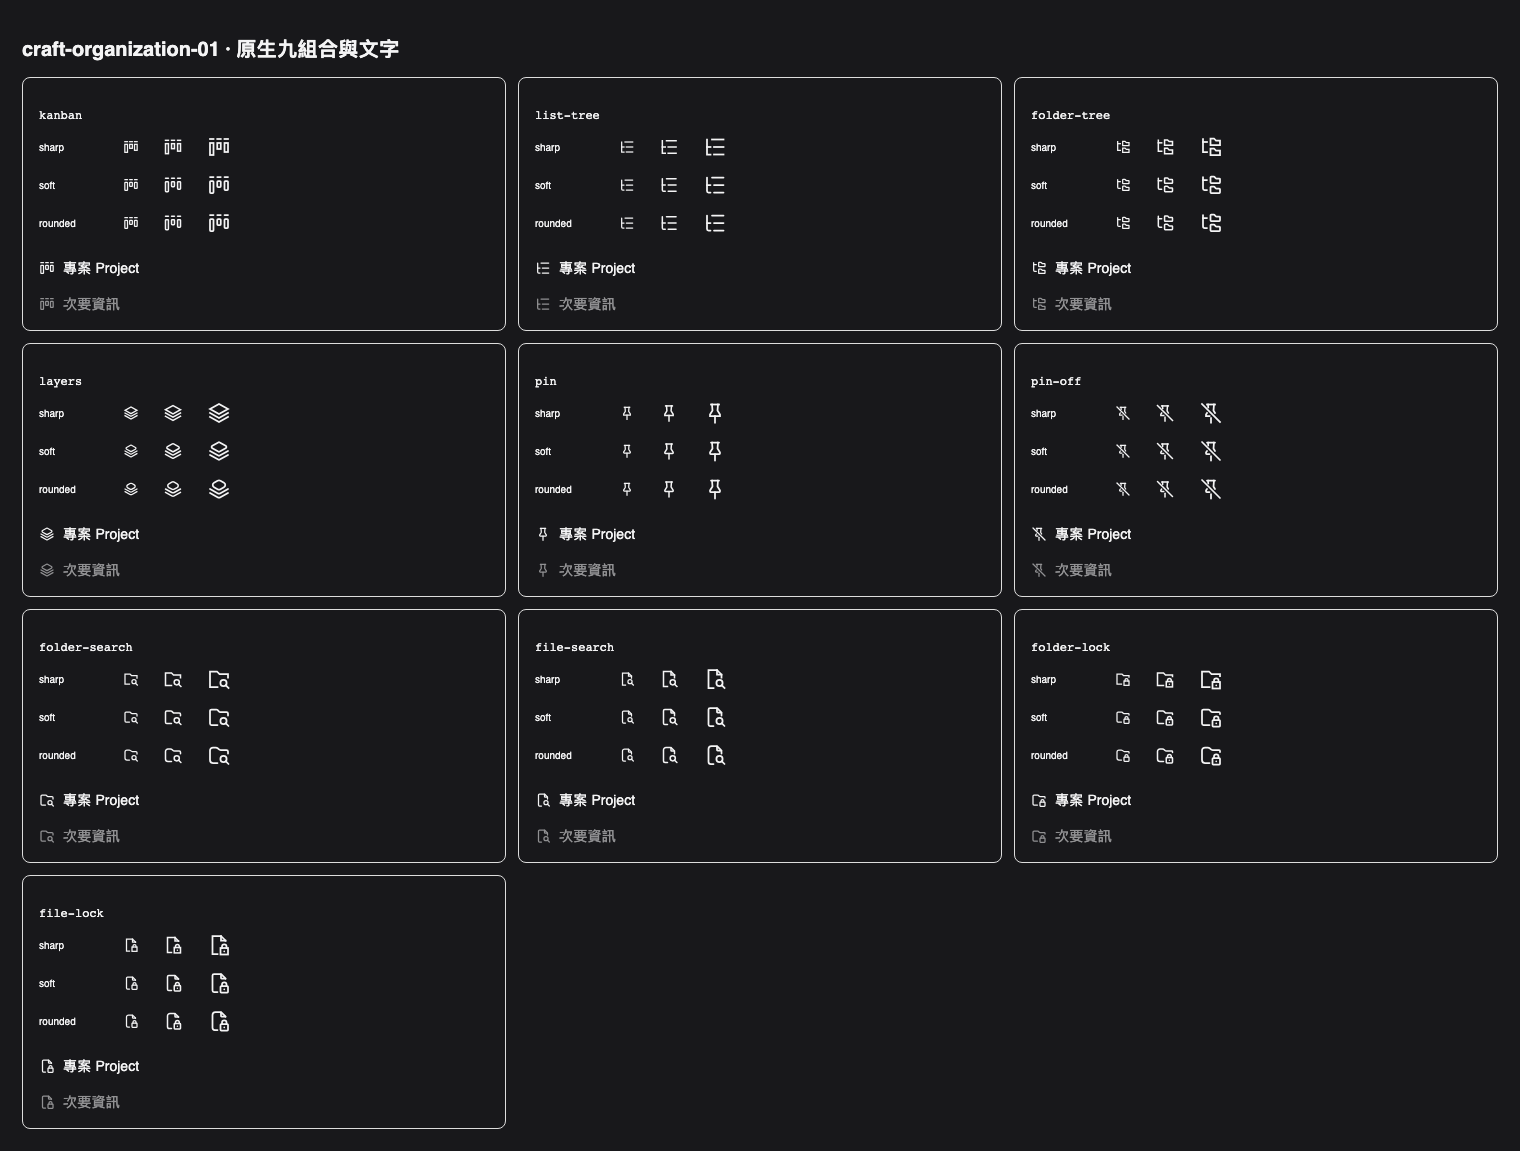 craft-organization-01 · 原生九組合與文字
kanban
sharp
soft
rounded
專案 Project
次要資訊
list-tree
sharp
soft
rounded
專案 Project
次要資訊
folder-tree
sharp
soft
rounded
專案 Project
次要資訊
layers
sharp
soft
rounded
專案 Project
次要資訊
pin
sharp
soft
rounded
專案 Project
次要資訊
pin-off
sharp
soft
rounded
專案 Project
次要資訊
folder-search
sharp
soft
rounded
專案 Project
次要資訊
file-search
sharp
soft
rounded
專案 Project
次要資訊
folder-lock
sharp
soft
rounded
專案 Project
次要資訊
file-lock
sharp
soft
rounded
專案 Project
次要資訊